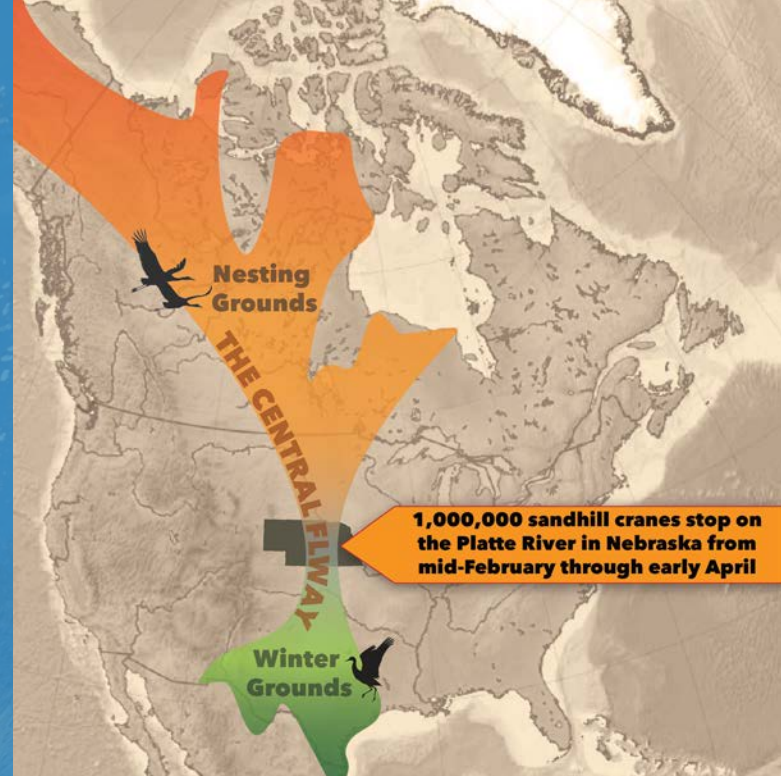 Nesting
Grounds
THE CENTRAL FLWAY
1,000,000 sandhill cranes stop on
the Platte River in Nebraska from
mid-February through early April
Winter
Grounds